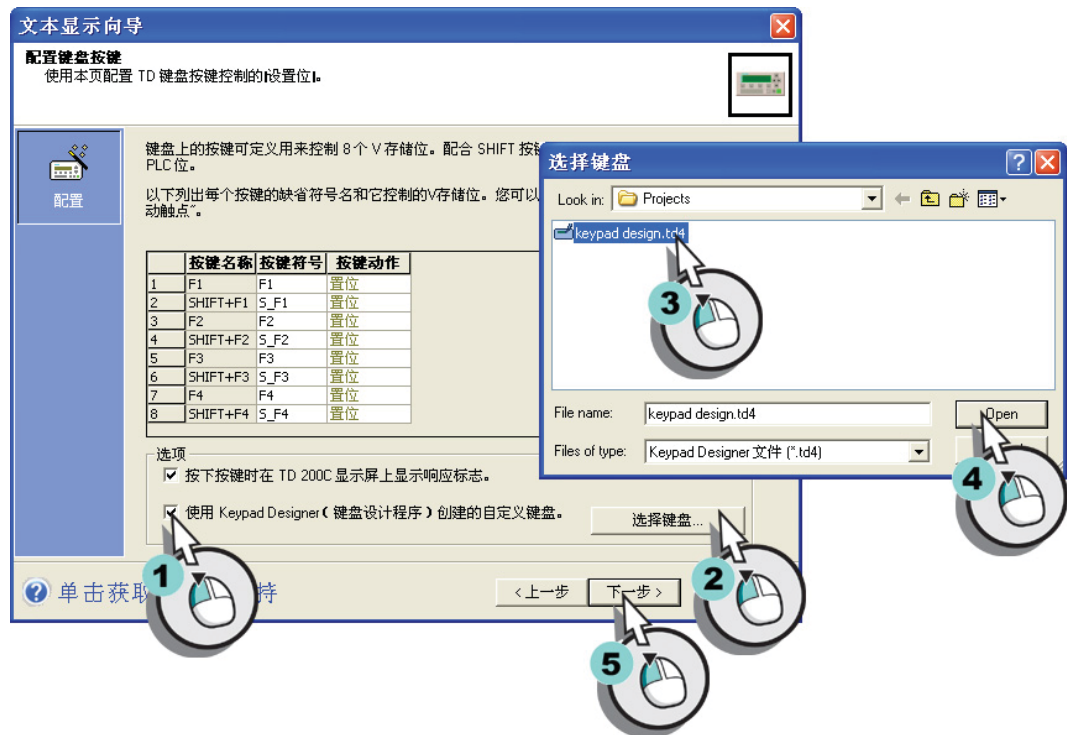 文本显示向导
配置键盘按键
使用本页配置 TD 键盘按键控制的"设置位"。
配置
键盘上的按键可定义用来控制 8 个 V 存储位。配合 SHIFT 按
PLC 位。
以下列出每个按键的缺省符号名和它控制的V存储位。您可以
动触点"。
按键名称 按键符号 按键动作
1 F1 F1 置位
2 SHIFT+F1 S_F1 置位
3 F2 F2 置位
4 SHIFT+F2 S_F2 置位
5 F3 F3 置位
6 SHIFT+F3 S_F3 置位
7 F4 F4 置位
8 SHIFT+F4 S_F4 置位
选项
按下按键时在 TD 200C 显示屏上显示响应标志。
使用 Keypad Designer（键盘设计程序）创建的自定义键盘。
选择键盘...
单击获取 持
<上一步 下一步>
选择键盘
Look in: Projects
keypad design.td4
File name: keypad design.td4
Open
Files of type: Keypad Designer 文件 (*.td4)
1
2
3
4
5